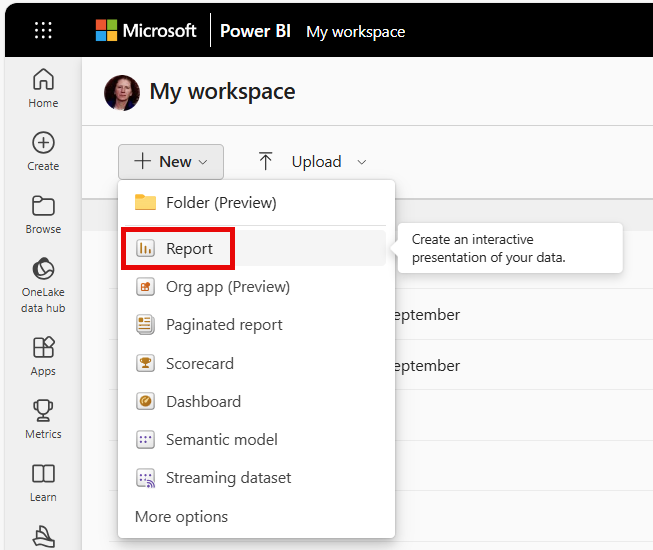 Microsoft Power BI My workspace
Home
My workspace
Create
New
Upload
Browse
Folder (Preview)
Report
Create an interactive
presentation of your data.
OneLake
data hub
Org app (Preview)
eptember
Paginated report
Apps
Scorecard
eptember
Metrics
Dashboard
Semantic model
Learn
Streaming dataset
More options